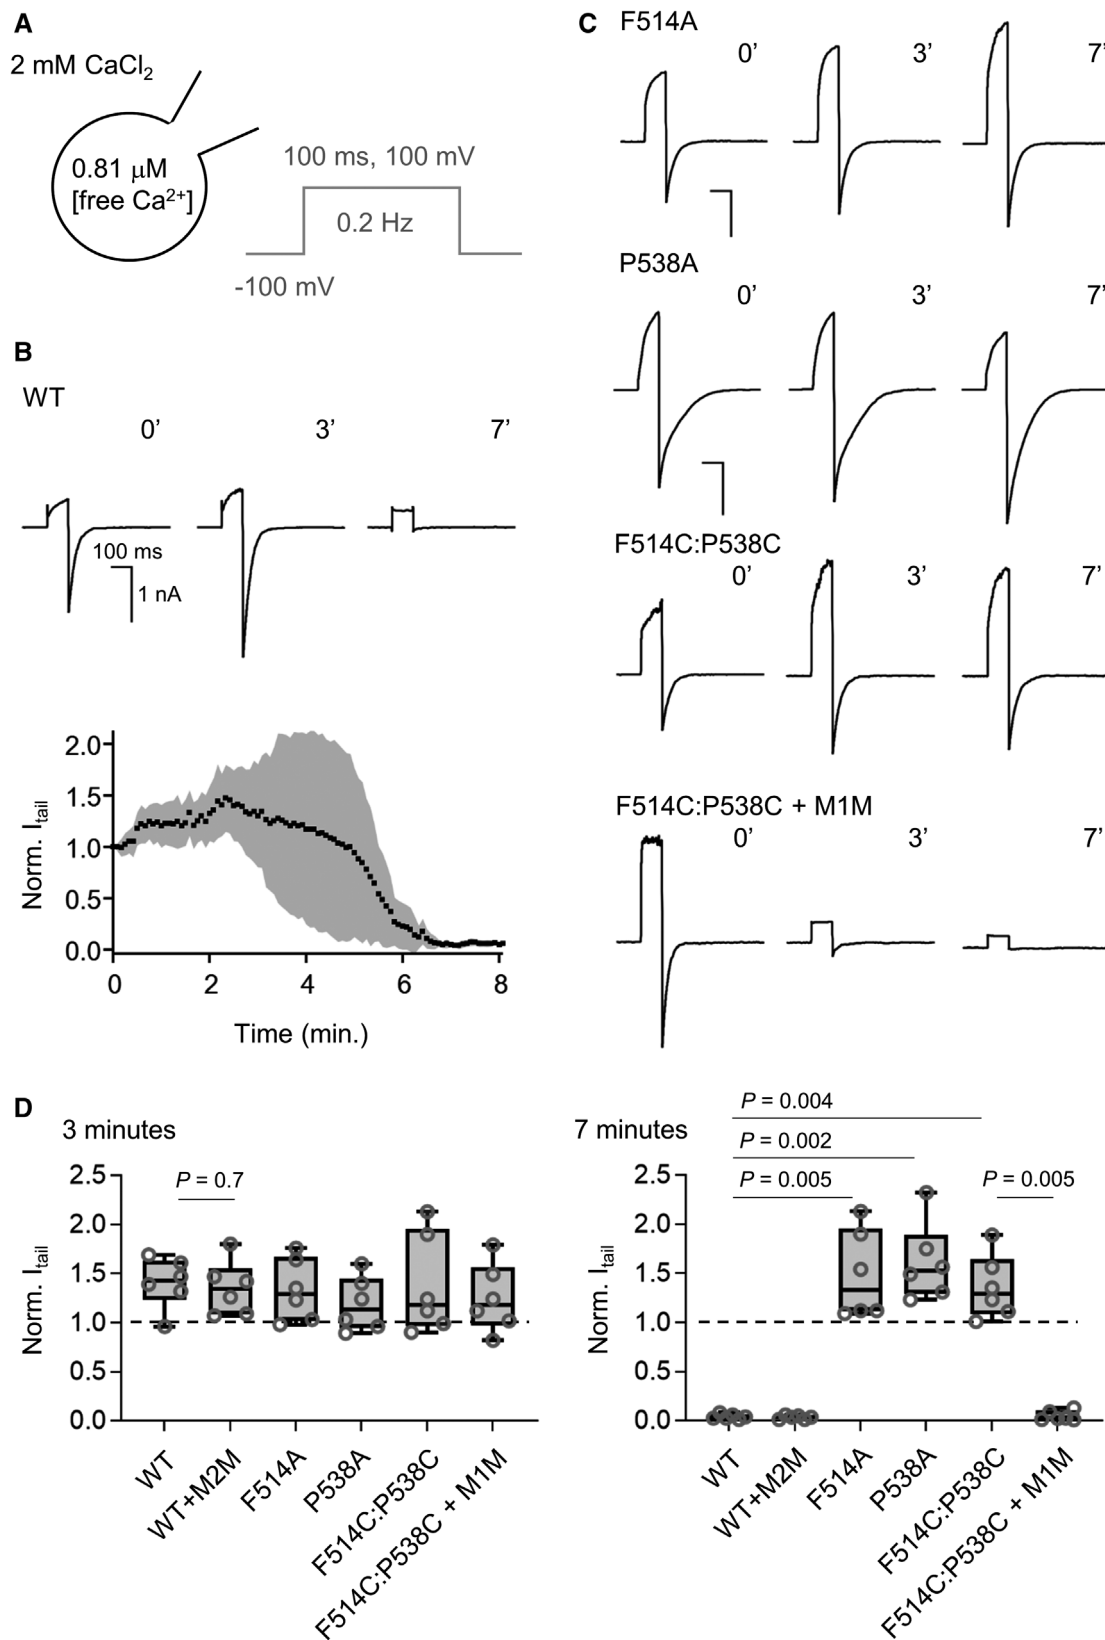 A
2 mM CaCl2
0.81 μM
[free Ca2+]
100 ms, 100 mV
0.2 Hz
-100 mV
B
WT
0’ 3’ 7’
100 ms
1 nA
Norm. Itail
2.0
1.5
1.0
0.5
0.0
0 2 4 6 8
Time (min.)
C
F514A
0’ 3’ 7’
P538A
0’ 3’ 7’
F514C:P538C
0’ 3’ 7’
F514C:P538C + M1M
0’ 3’ 7’
D
3 minutes
P = 0.7
Norm. Itail
2.5
2.0
1.5
1.0
0.5
0.0
WT
WT+M2M
F514A
P538A
F514C:P538C
F514C:P538C + M1M
7 minutes
P = 0.004
P = 0.002
P = 0.005
P = 0.005
Norm. Itail
2.5
2.0
1.5
1.0
0.5
0.0
WT
WT+M2M
F514A
P538A
F514C:P538C
F514C:P538C + M1M